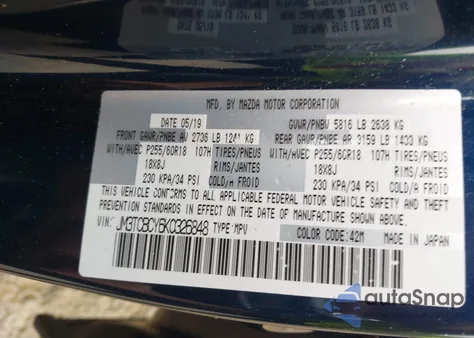 MFD. BY MAZDA MOTOR CORPORATION
DATE 05/19 GVWR/PNBV 5816 LB 2638 KG
FRONT GAWR/PNBE AV 2736 LB 1241 KG REAR GAWR/PNBE AR 3159 LB 1433 KG
WITH/AVEC P255/60R18 107H TIRES/PNEUS WITH/AVEC P255/60R18 107H TIRES/PNEUS
18X8J RIMS/JANTES 18X8J RIMS/JANTES
230 KPA/34 PSI COLD/A FROID 230 KPA/34 PSI COLD/A FROID
THIS VEHICLE CONFORMS TO ALL APPLICABLE FEDERAL MOTOR VEHICLE SAFETY
STANDARDS IN EFFECT ON THE DATE OF MANUFACTURE SHOWN ABOVE.
VIN: JM3TCBCY6K0326848 TYPE:MPV COLOR CODE:42M MADE IN JAPAN
autoSnap